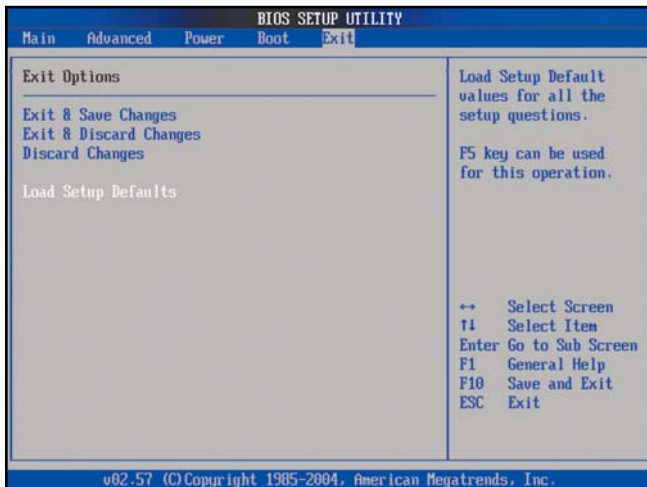 BIOS SETUP UTILITY
Main Advanced Power Boot Exit
Exit Options
Exit & Save Changes
Exit & Discard Changes
Discard Changes
Load Setup Defaults
Load Setup Default
values for all the
setup questions.
F5 key can be used
for this operation.
↔ Select Screen
↑↓ Select Item
Enter Go to Sub Screen
F1 General Help
F10 Save and Exit
ESC Exit
v02.57 (C)Copyright 1985-2004, American Megatrends, Inc.